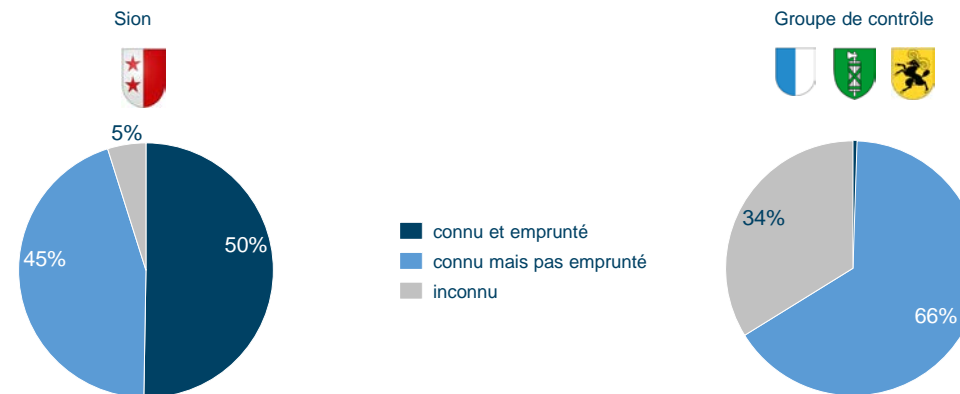 Sion
Groupe de contrôle
5%
50%
45%
connu et emprunté
connu mais pas emprunté
inconnu
34%
66%